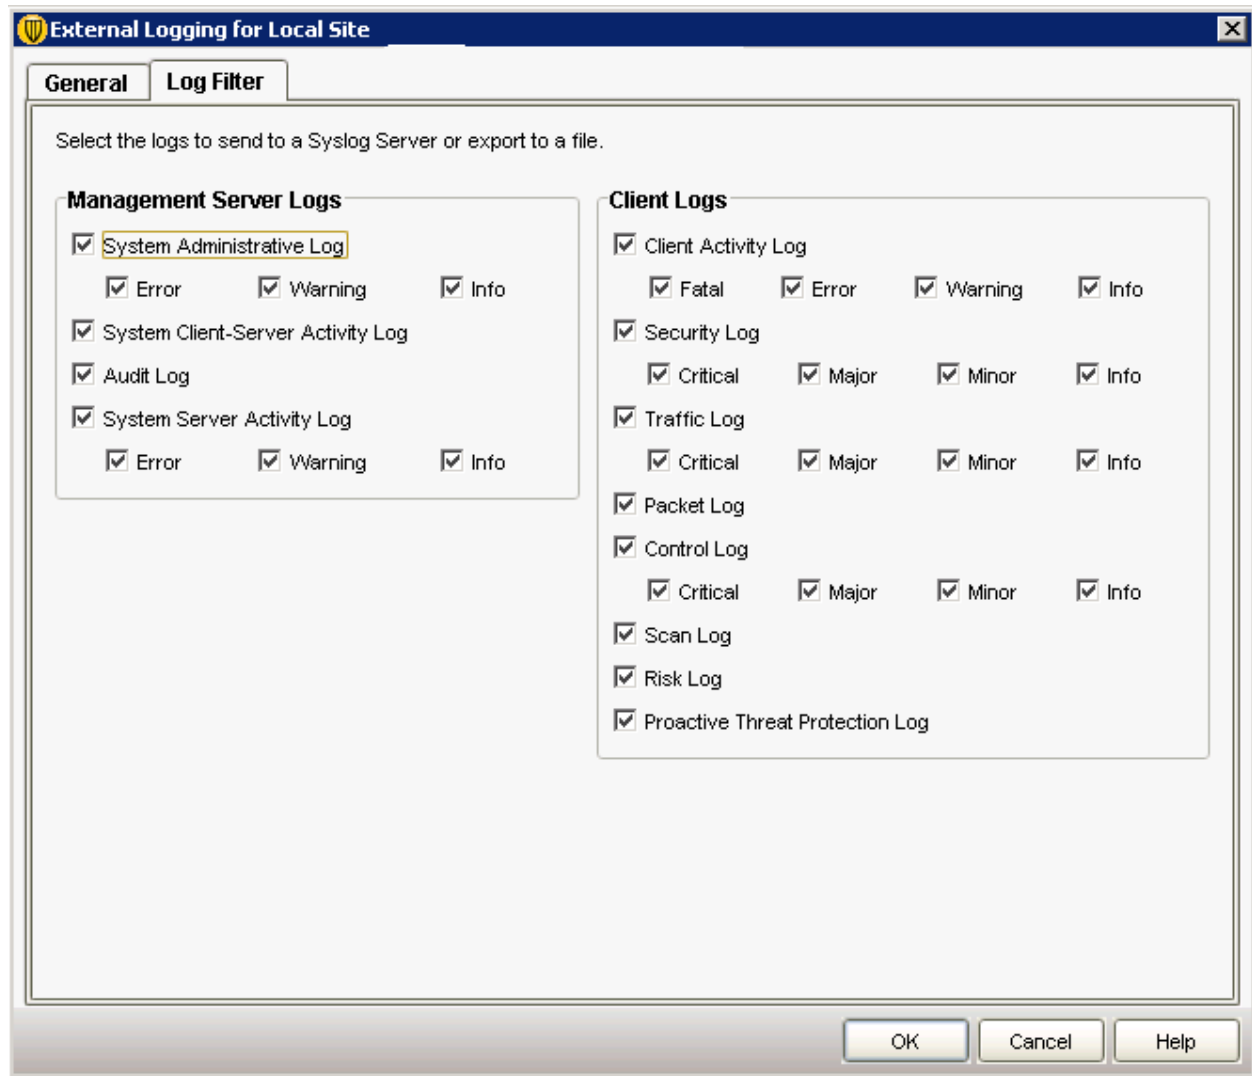 External Logging for Local Site
General
Log Filter
Select the logs to send to a Syslog Server or export to a file.
Management Server Logs
System Administrative Log
Error Warning Info
System Client-Server Activity Log
Audit Log
System Server Activity Log
Error Warning Info
Client Logs
Client Activity Log
Fatal Error Warning Info
Security Log
Critical Major Minor Info
Traffic Log
Critical Major Minor Info
Packet Log
Control Log
Critical Major Minor Info
Scan Log
Risk Log
Proactive Threat Protection Log
OK Cancel Help